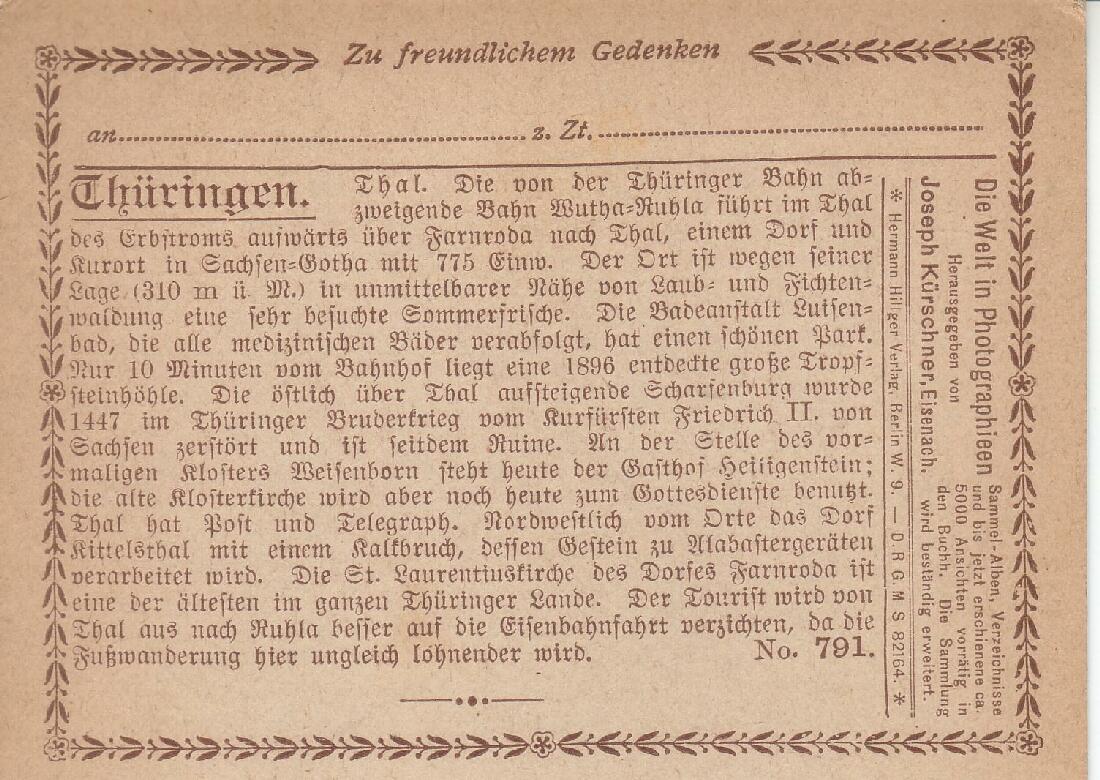 Zu freundlichem Gedenken
an........................ z. Zt.........................
Thüringen.
Thal. Die von der Thüringer Bahn ab=
zweigende Bahn Wutha=Ruhla führt im Thal
des Erbstroms aufwärts über Farnroda nach Thal, einem Dorf und
Kurort in Sachsen=Gotha mit 775 Einw. Der Ort ist wegen seiner
Lage (310 m ü. M.) in unmittelbarer Nähe von Laub= und Fichten=
waldung eine sehr besuchte Sommerfrische. Die Badeanstalt Luisen=
bad, die alle medizinischen Bäder verabfolgt, hat einen schönen Park.
Nur 10 Minuten vom Bahnhof liegt eine 1896 entdeckte große Tropf=
steinhöhle. Die östlich über Thal aufsteigende Scharfenburg wurde
1447 im Thüringer Bruderkrieg vom Kurfürsten Friedrich II. von
Sachsen zerstört und ist seitdem Ruine. An der Stelle des vor=
maligen Klosters Weisenborn steht heute der Gasthof Heiligenstein;
die alte Klosterkirche wird aber noch heute zum Gottesdienste benutzt.
Thal hat Post und Telegraph. Nordwestlich vom Orte das Dorf
Kittelsthal mit einem Kalkbruch, dessen Gestein zu Alabastergeräten
verarbeitet wird. Die St. Laurentiuskirche des Dorfes Farnroda ist
eine der ältesten im ganzen Thüringer Lande. Der Tourist wird von
Thal aus nach Ruhla besser auf die Eisenbahnfahrt verzichten, da die
Fußwanderung hier ungleich lohnender wird.
No. 791.
Die Welt in Photographieen
Herausgegeben von
Joseph Kürschner, Eisenach.
Sammel-Alben, Verzeichnisse
und bis jetzt erschienene ca.
5000 Ansichten vorrätig in
den Buchh. Die Sammlung
wird beständig erweitert.
* Hermann Hillger Verlag, Berlin W. 9. — D R G M S 82164. *